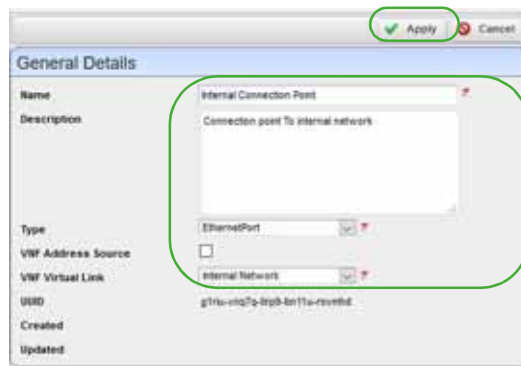 Apply Cancel
General Details
Name Internal Connection Point
Description Connection point To internal network
Type EthernetPort
VNF Address Source
VNF Virtual Link Internal Network
UUID
Created
Updated